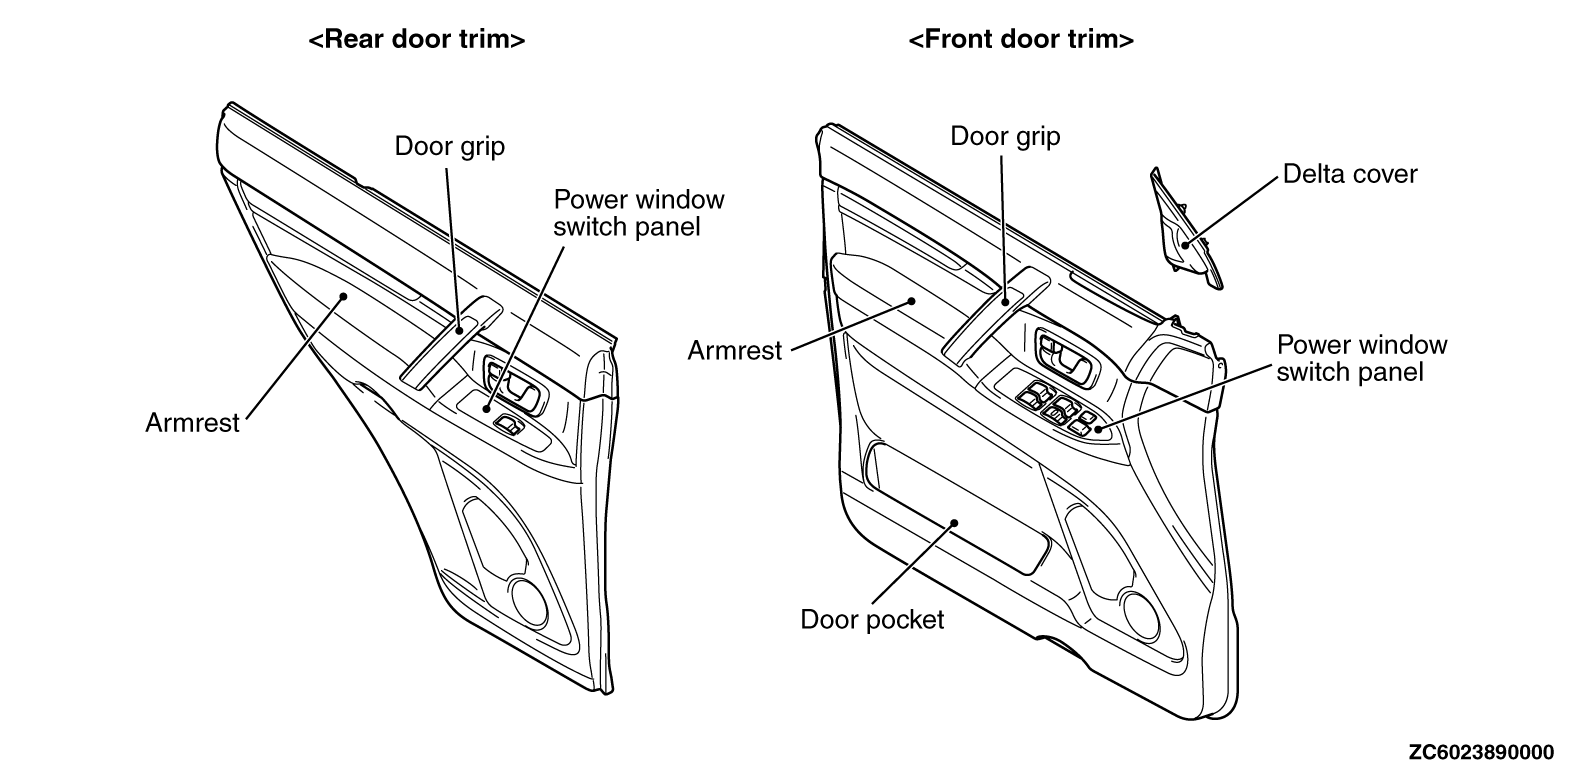 <Rear door trim>
Door grip
Power window
switch panel
Armrest
<Front door trim>
Door grip
Delta cover
Armrest
Power window
switch panel
Door pocket
ZC6023890000